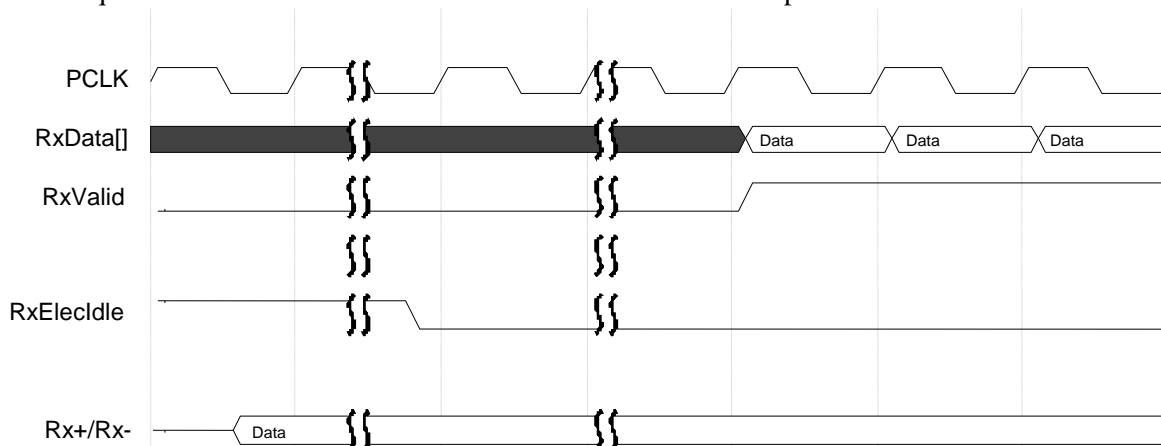 PCLK
RxData[]
Data Data Data
RxValid
RxElecIdle
Rx+/Rx-
Data